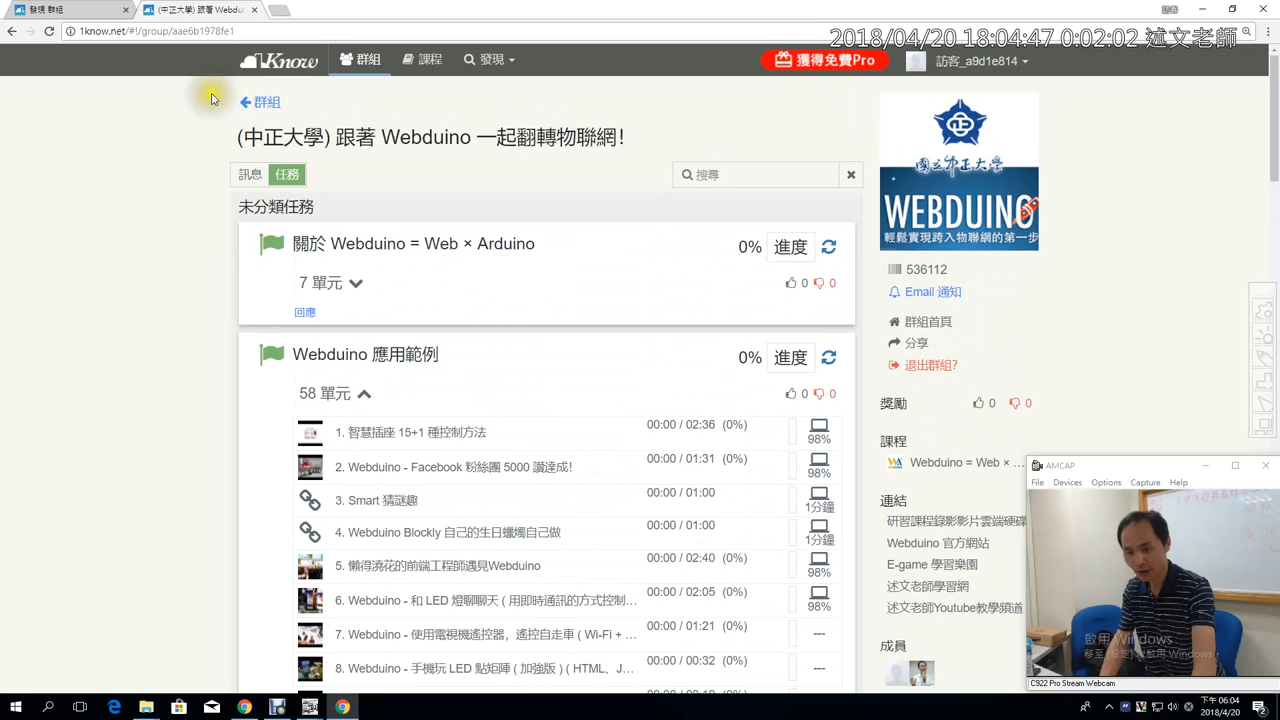 發現 群組
(中正大學) 跟著 Webdu
訪客
1know.net/#!/group/aae6b1978fe1
2018/04/20 18:04:47 0:02:02 述文老師
1Know
群組
課程
發現
獲得免費Pro
訪客_a9d1e814
群組
(中正大學) 跟著 Webduino 一起翻轉物聯網!
訊息
任務
搜尋
未分類任務
關於 Webduino = Web × Arduino
0%
進度
7 單元
0
0
回應
Webduino 應用範例
0%
進度
58 單元
0
0
1. 智慧插座 15+1 種控制方法
00:00 / 02:36 (0%)
98%
2. Webduino - Facebook 粉絲團 5000 讚達成!
00:00 / 01:31 (0%)
98%
3. Smart 猜謎趣
00:00 / 01:00
1分鐘
4. Webduino Blockly 自己的生日蠟燭自己做
00:00 / 01:00
1分鐘
5. 懶得澆花的前端工程師遇見Webduino
00:00 / 02:40 (0%)
98%
6. Webduino - 和 LED 燈聊聊天 ( 用即時通訊的方式控制...
00:00 / 02:05 (0%)
98%
7. Webduino - 使用電視機遙控器，遙控自走車 ( Wi-Fi + ...
00:00 / 01:21 (0%)
---
8. Webduino - 手機玩 LED 點矩陣 ( 加強版 ) ( HTML、J...
00:00 / 00:32 (0%)
---
國立中正大學
WEBDUINO
輕鬆實現跨入物聯網的第一步
536112
Email 通知
群組首頁
分享
退出群組?
獎勵
0
0
課程
Webduino = Web × ...
連結
研習課程錄影影片雲端硬碟
Webduino 官方網站
E-game 學習樂園
述文老師學習網
述文老師Youtube教學頻道
成員
AMCAP
File
Devices
Options
Capture
Help
啟用 Windows
移至 [設定] 以啟用 Windows。
C922 Pro Stream Webcam
下午 06:04
2018/4/20
2